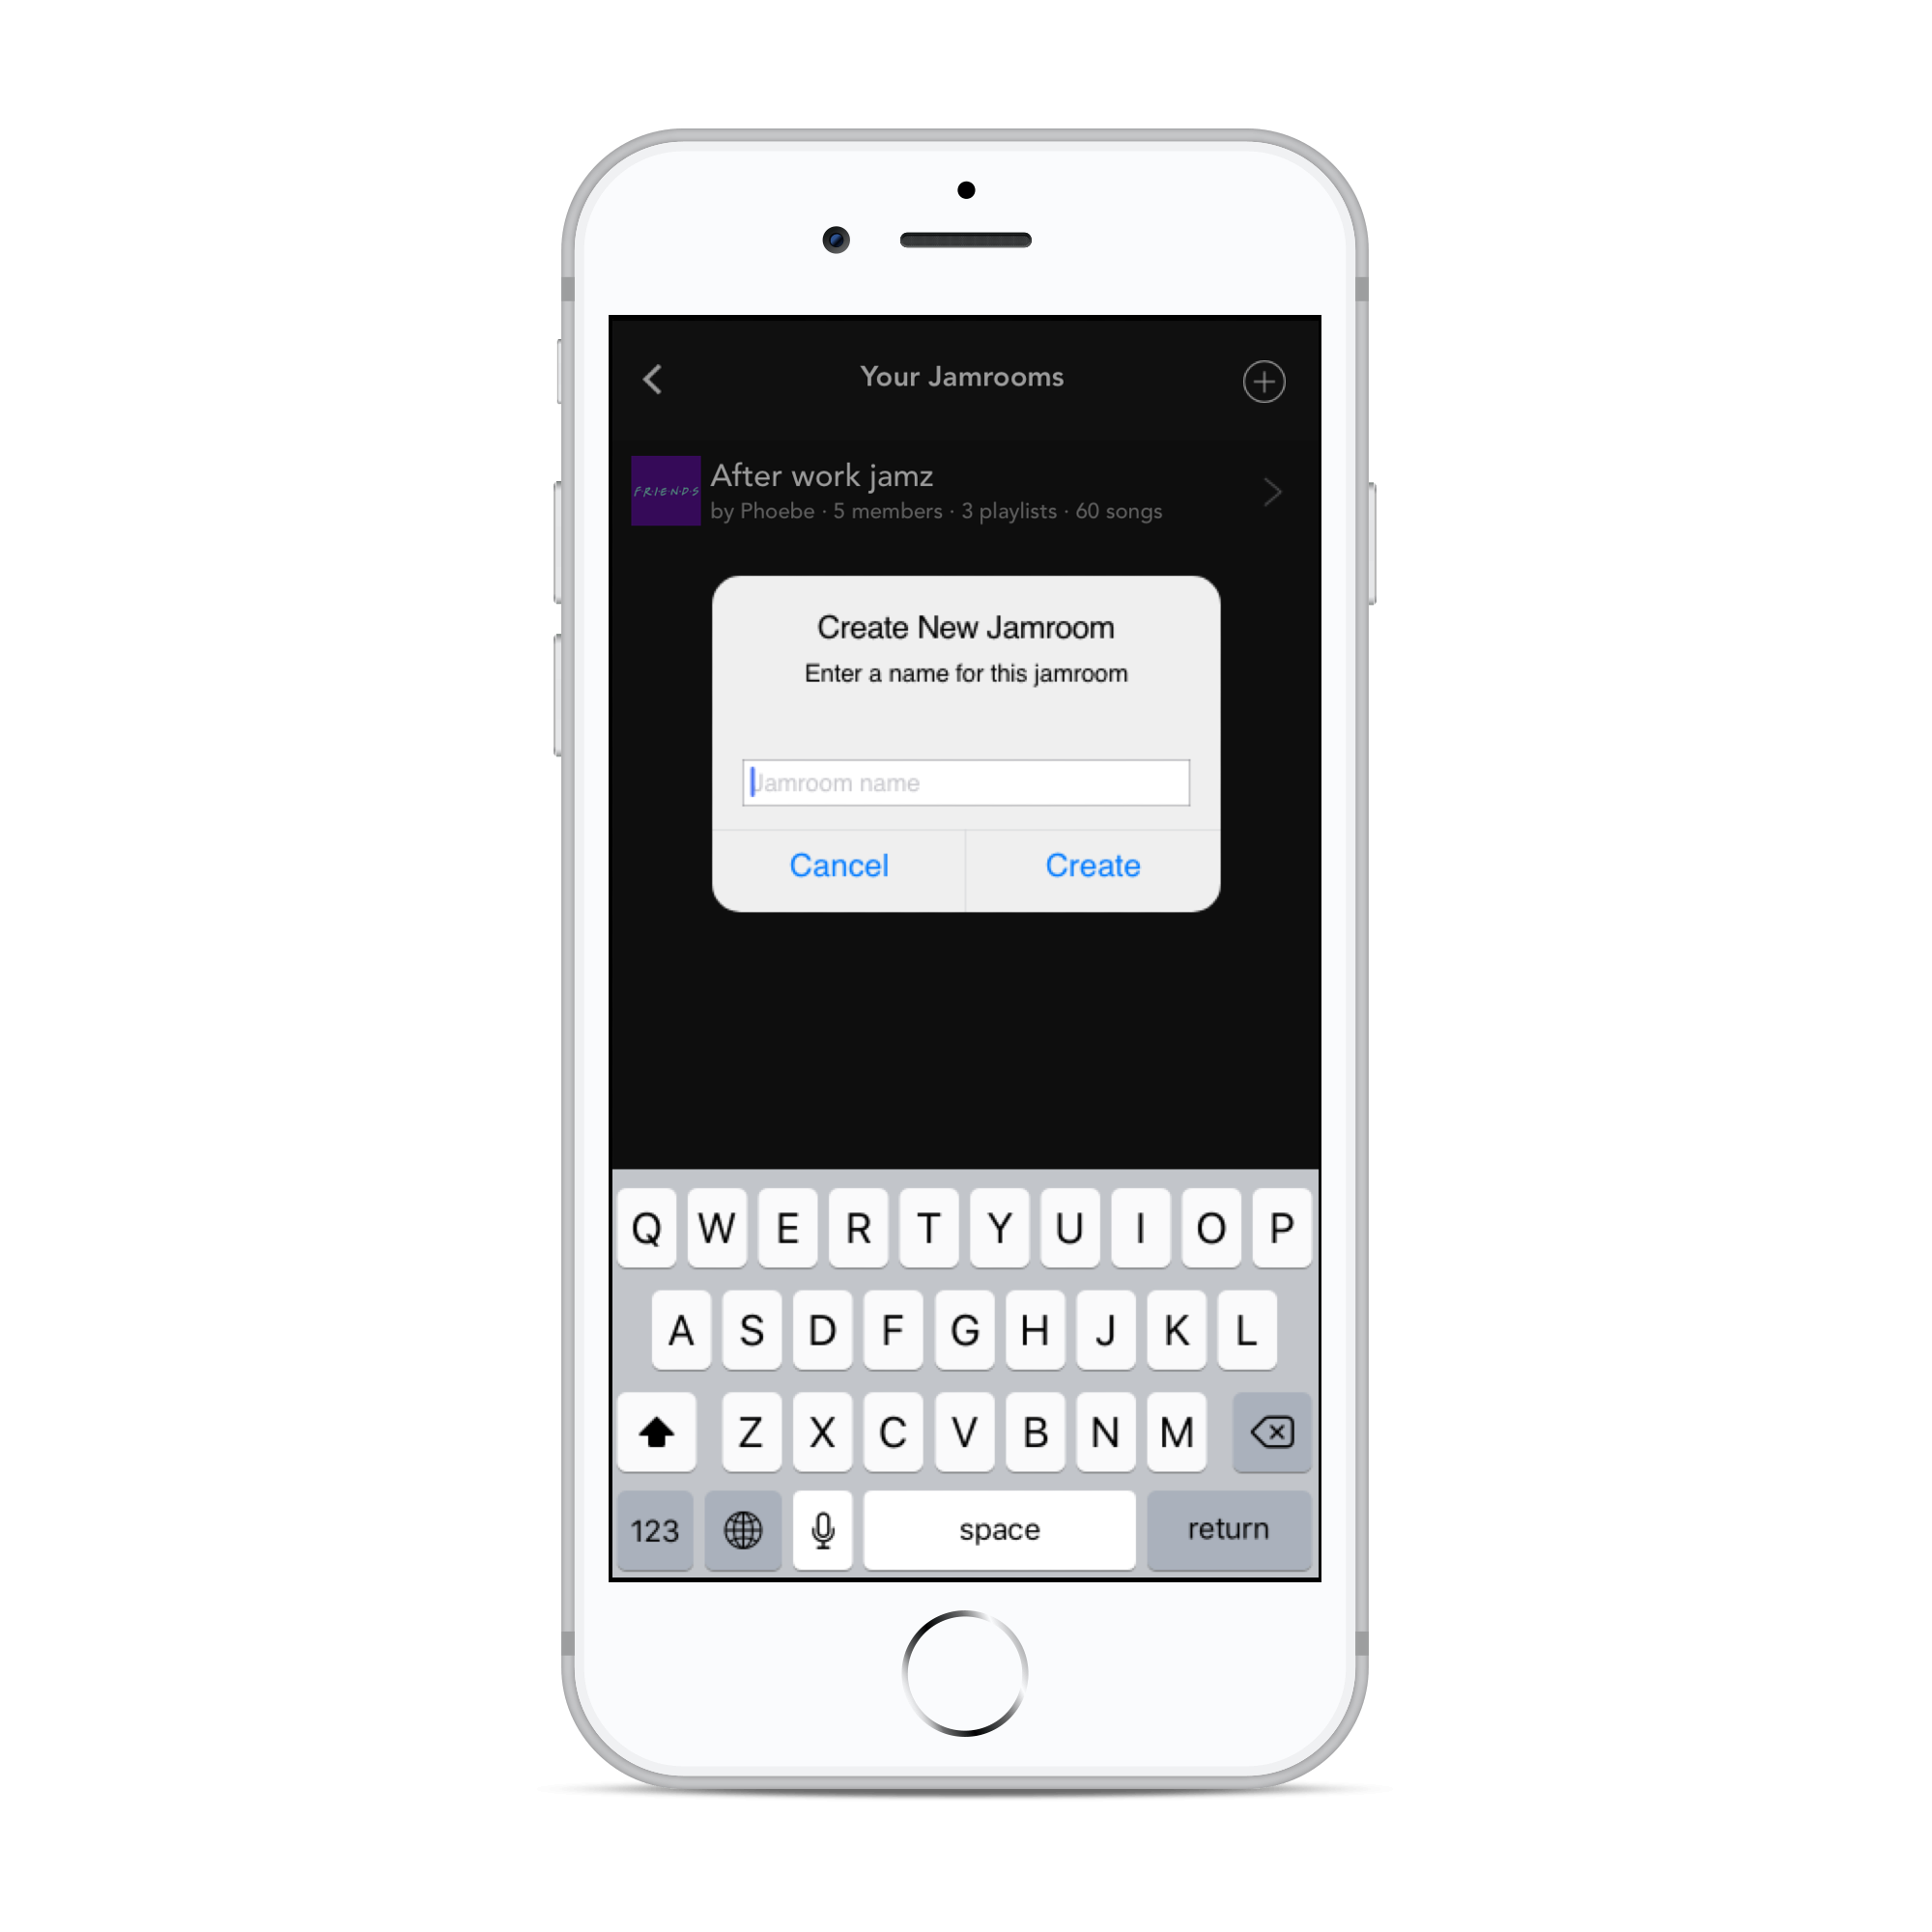 Your Jamrooms
F·R·I·E·N·D·S
After work jamz
by Phoebe · 5 members · 3 playlists · 60 songs
Create New Jamroom
Enter a name for this jamroom
Jamroom name
Cancel Create
Q W E R T Y U I O P
A S D F G H J K L
Z X C V B N M
123 space return